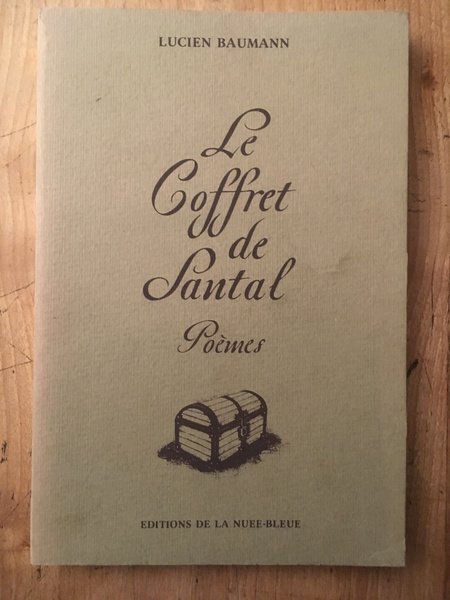 LUCIEN BAUMANN
Le
Coffret
de
Santal
Poèmes
EDITIONS DE LA NUEE-BLEUE